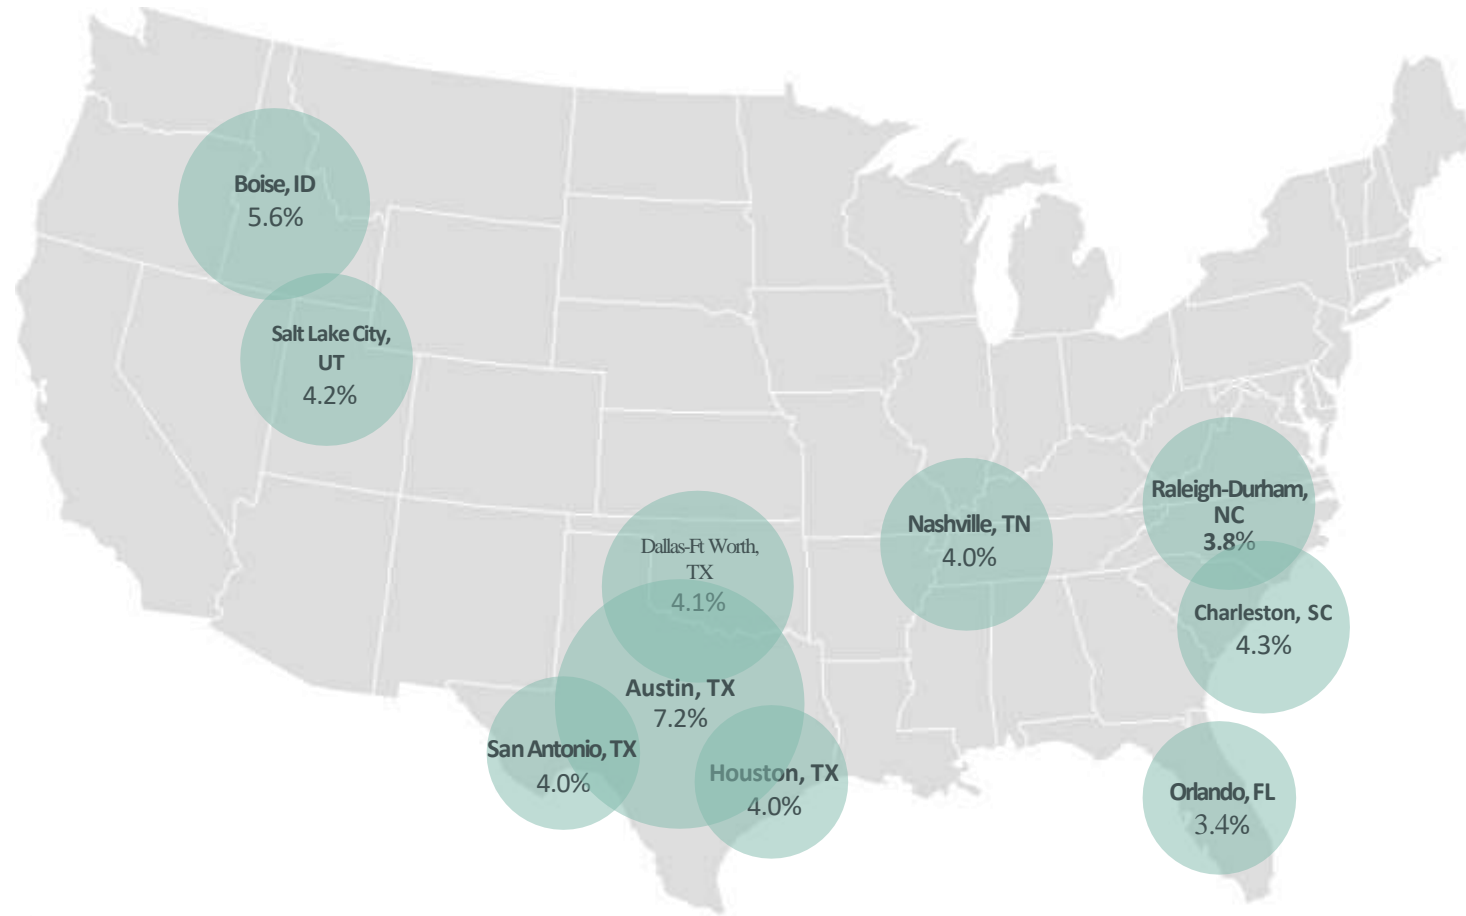 Boise, ID
5.6%
Salt Lake City,
UT
4.2%
Dallas-Ft Worth,
TX
4.1%
Austin, TX
7.2%
San Antonio, TX
4.0%
Houston, TX
4.0%
Nashville, TN
4.0%
Raleigh-Durham,
NC
3.8%
Charleston, SC
4.3%
Orlando, FL
3.4%